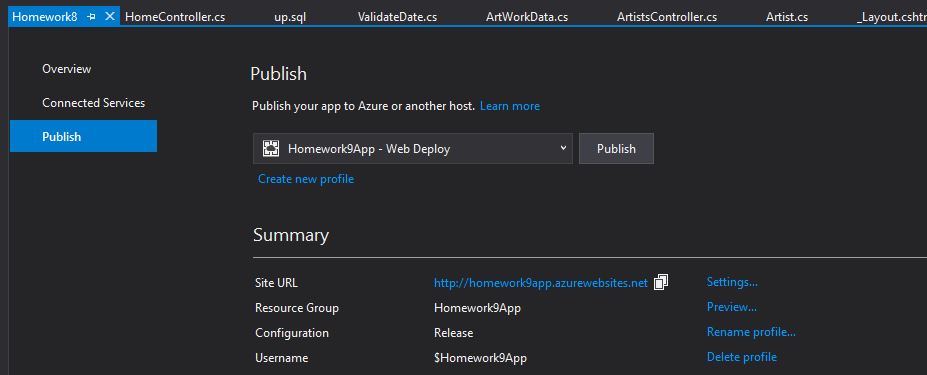 Homework8 HomeController.cs up.sql ValidateDate.cs ArtWorkData.cs ArtistsController.cs Artist.cs _Layout.cshtm
Overview
Connected Services
Publish
Publish
Publish your app to Azure or another host. Learn more
Homework9App - Web Deploy Publish
Create new profile
Summary
Site URL http://homework9app.azurewebsites.net Settings...
Resource Group Homework9App Preview...
Configuration Release Rename profile...
Username $Homework9App Delete profile